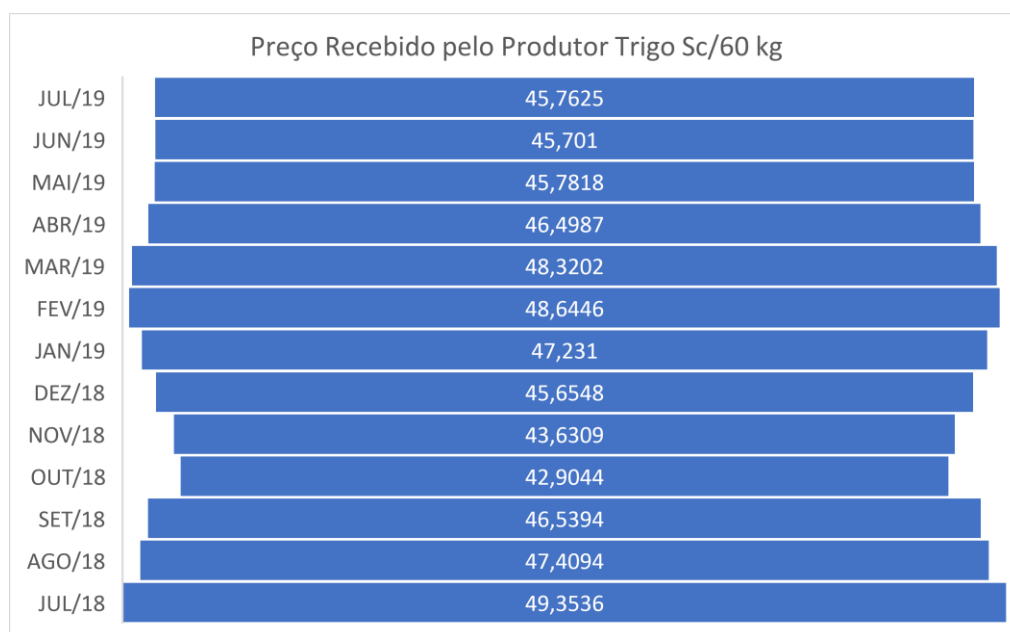 Preço Recebido pelo Produtor Trigo Sc/60 kg
JUL/19 45,7625
JUN/19 45,701
MAI/19 45,7818
ABR/19 46,4987
MAR/19 48,3202
FEV/19 48,6446
JAN/19 47,231
DEZ/18 45,6548
NOV/18 43,6309
OUT/18 42,9044
SET/18 46,5394
AGO/18 47,4094
JUL/18 49,3536